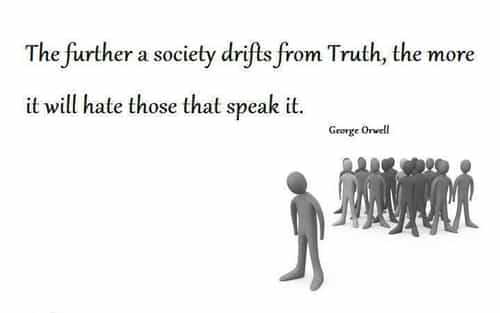 The further a society drifts from Truth, the more
it will hate those that speak it.
George Orwell